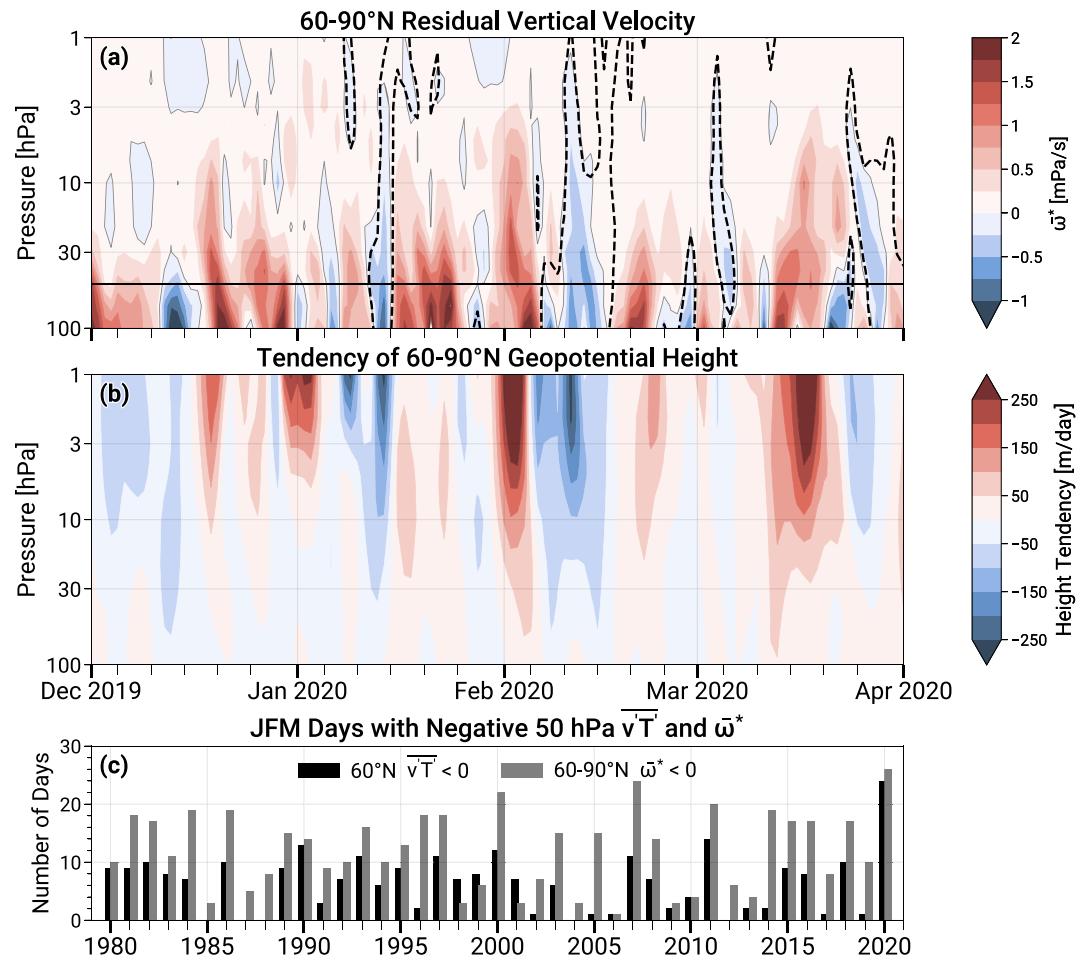 60-90°N Residual Vertical Velocity
(a)
Pressure [hPa]
1
3
10
30
100
2
1.5
1
0.5
0
−0.5
−1
ω̄* [mPa/s]
Tendency of 60-90°N Geopotential Height
(b)
Pressure [hPa]
1
3
10
30
100
Dec 2019 Jan 2020 Feb 2020 Mar 2020 Apr 2020
250
150
50
−50
−150
−250
Height Tendency [m/day]
JFM Days with Negative 50 hPa v'T' and ω̄*
(c)
60°N v'T' < 0 60-90°N ω̄* < 0
Number of Days
30
20
10
0
1980 1985 1990 1995 2000 2005 2010 2015 2020